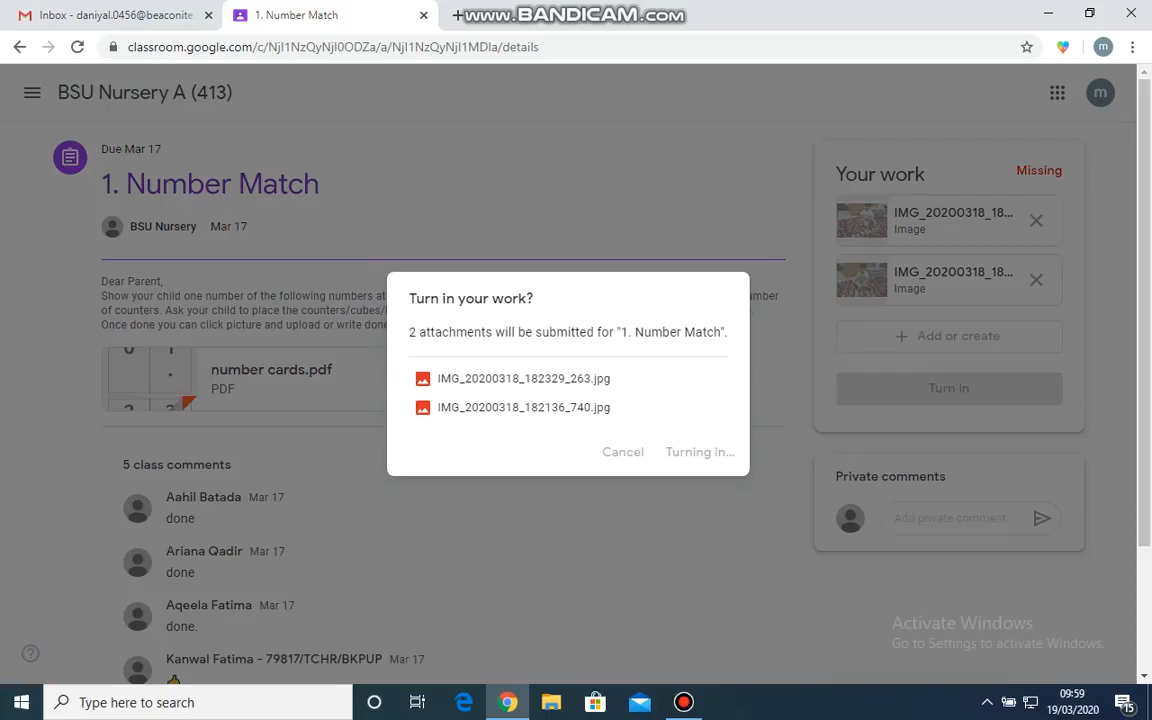 Inbox - daniyal.0456@beaconite
1. Number Match
www.BANDICAM.com
classroom.google.com/c/NjI1NzQyNjI0ODZa/a/NjI1NzQyNjI1MDIa/details
m
BSU Nursery A (413)
m
Due Mar 17
1. Number Match
BSU Nursery Mar 17
Dear Parent,
Show your child one number of the following numbers at
of counters. Ask your child to place the counters/cubes/
Once done you can click picture and upload or write done
number cards.pdf
PDF
5 class comments
Aahil Batada Mar 17
done
Ariana Qadir Mar 17
done
Aqeela Fatima Mar 17
done.
Kanwal Fatima - 79817/TCHR/BKPUP Mar 17
Turn in your work?
2 attachments will be submitted for "1. Number Match".
IMG_20200318_182329_263.jpg
IMG_20200318_182136_740.jpg
Cancel Turning in...
Your work Missing
IMG_20200318_18...
Image
IMG_20200318_18...
Image
+ Add or create
Turn in
Private comments
Add private comment...
Activate Windows
Go to Settings to activate Windows.
Type here to search
09:59
19/03/2020
15